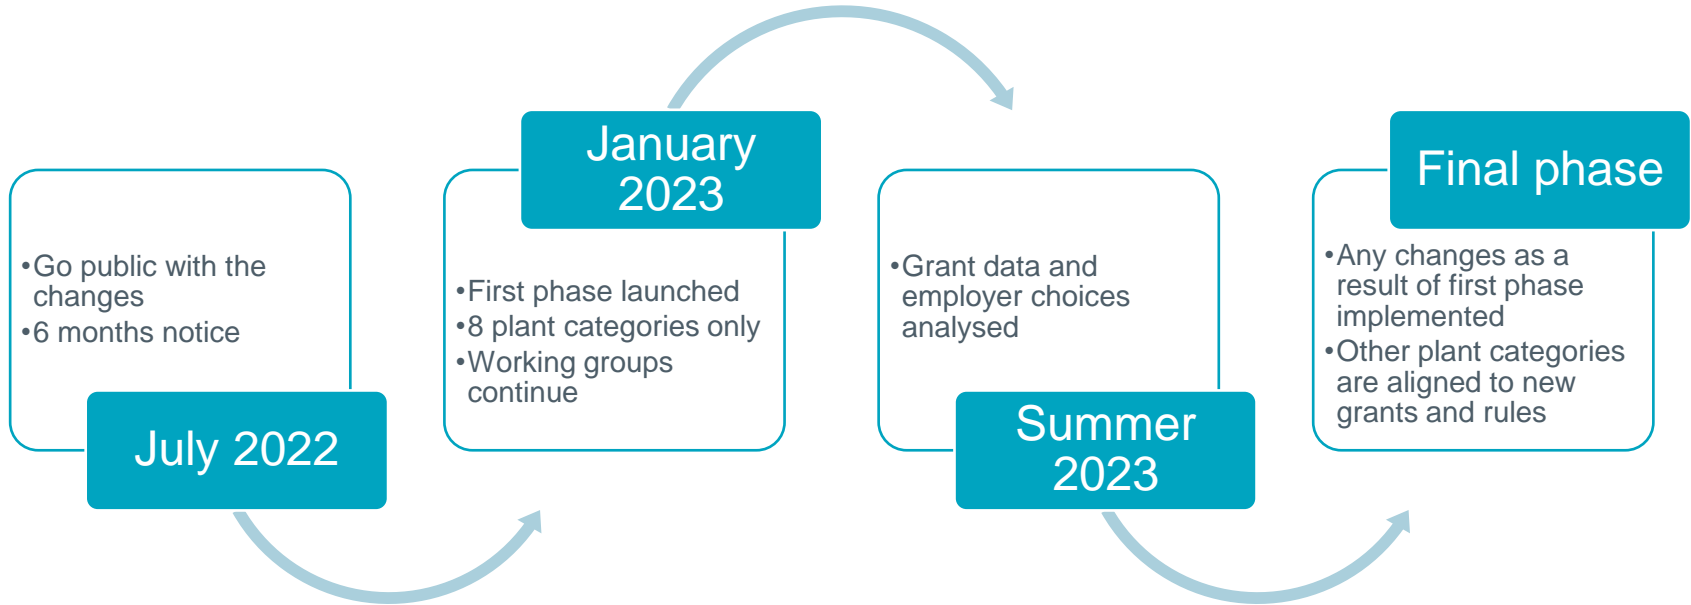 •Go public with the
changes
•6 months notice
July 2022
January
2023
•First phase launched
•8 plant categories only
•Working groups
continue
•Grant data and
employer choices
analysed
Summer
2023
Final phase
•Any changes as a
result of first phase
implemented
•Other plant categories
are aligned to new
grants and rules